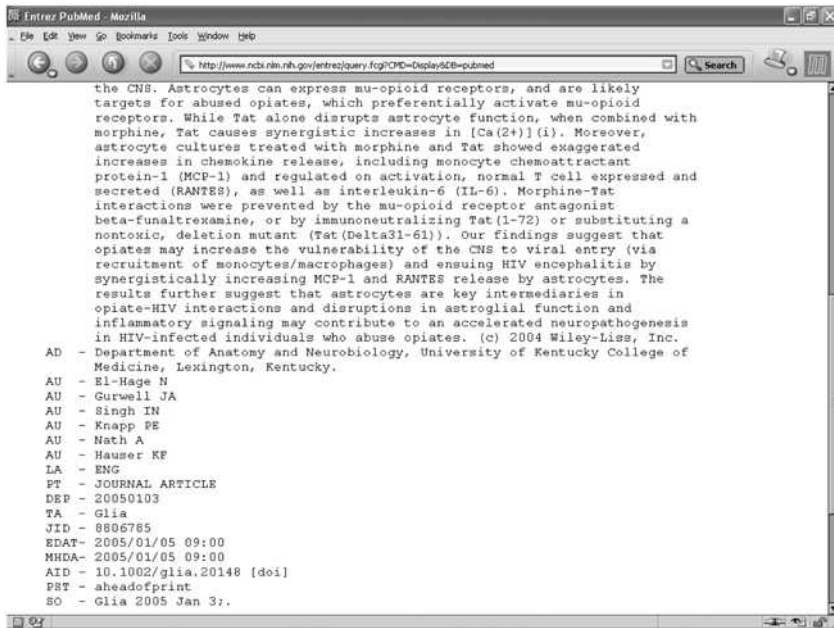 Entrez PubMed - Mozilla
File Edit View Go Bookmarks Tools Window Help
http://www.ncbi.nlm.nih.gov/entrez/query.fcgi?CMD=Display&DB=pubmed Search
the CNS. Astrocytes can express mu-opioid receptors, and are likely
targets for abused opiates, which preferentially activate mu-opioid
receptors. While Tat alone disrupts astrocyte function, when combined with
morphine, Tat causes synergistic increases in [Ca(2+)](i). Moreover,
astrocyte cultures treated with morphine and Tat showed exaggerated
increases in chemokine release, including monocyte chemoattractant
protein-1 (MCP-1) and regulated on activation, normal T cell expressed and
secreted (RANTES), as well as interleukin-6 (IL-6). Morphine-Tat
interactions were prevented by the mu-opioid receptor antagonist
beta-funaltrexamine, or by immunoneutralizing Tat(1-72) or substituting a
nontoxic, deletion mutant (Tat(Delta31-61)). Our findings suggest that
opiates may increase the vulnerability of the CNS to viral entry (via
recruitment of monocytes/macrophages) and ensuing HIV encephalitis by
synergistically increasing MCP-1 and RANTES release by astrocytes. The
results further suggest that astrocytes are key intermediaries in
opiate-HIV interactions and disruptions in astroglial function and
inflammatory signaling may contribute to an accelerated neuropathogenesis
in HIV-infected individuals who abuse opiates. (c) 2004 Wiley-Liss, Inc.
AD - Department of Anatomy and Neurobiology, University of Kentucky College of
Medicine, Lexington, Kentucky.
AU - El-Hage N
AU - Gurwell JA
AU - Singh IN
AU - Knapp PE
AU - Nath A
AU - Hauser KF
LA - ENG
PT - JOURNAL ARTICLE
DEP - 20050103
TA - Glia
JID - 8806785
EDAT- 2005/01/05 09:00
MHDA- 2005/01/05 09:00
AID - 10.1002/glia.20148 [doi]
PST - aheadofprint
SO - Glia 2005 Jan 3;.